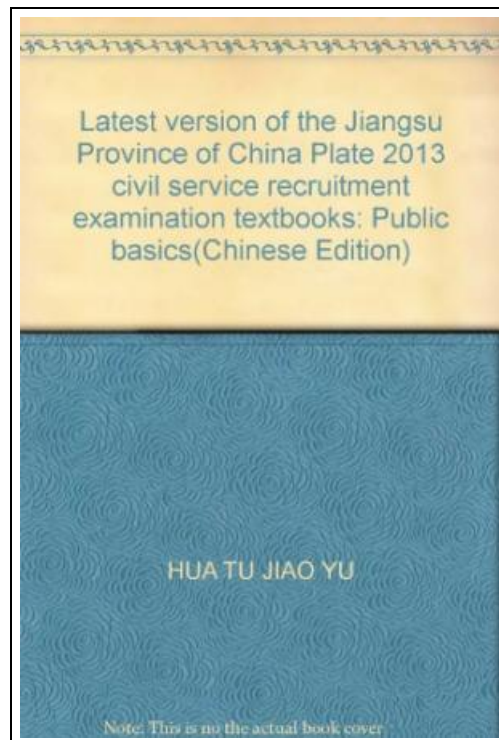 Latest version of the Jiangsu
Province of China Plate 2013
civil service recruitment
examination textbooks: Public
basics(Chinese Edition)
HUA TU JIAO YU
Note: This is no the actual book cover